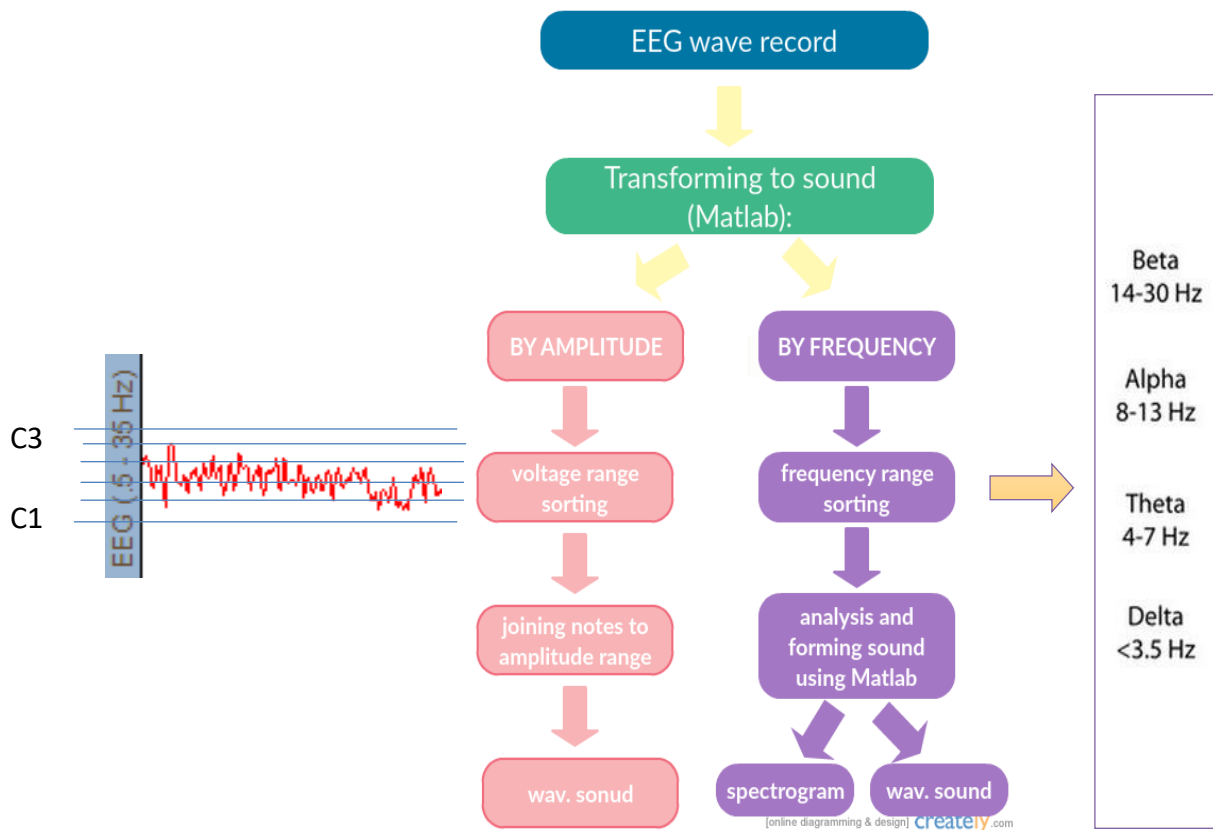 EEG wave record
Transforming to sound
(Matlab):
BY AMPLITUDE
BY FREQUENCY
voltage range
sorting
frequency range
sorting
joining notes to
amplitude range
analysis and
forming sound
using Matlab
wav. sonud
spectrogram
wav. sound
[online diagramming & design] creately.com
C3
C1
EEG (.5 - 35 Hz)
Beta
14-30 Hz
Alpha
8-13 Hz
Theta
4-7 Hz
Delta
<3.5 Hz